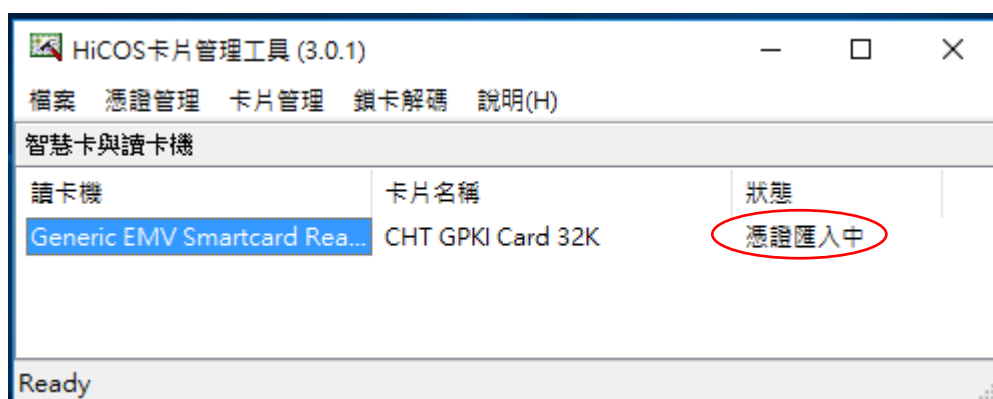 HiCOS卡片管理工具 (3.0.1)
檔案 憑證管理 卡片管理 鎖卡解碼 說明(H)
智慧卡與讀卡機
讀卡機 卡片名稱 狀態
Generic EMV Smartcard Rea... CHT GPKI Card 32K 憑證匯入中
Ready